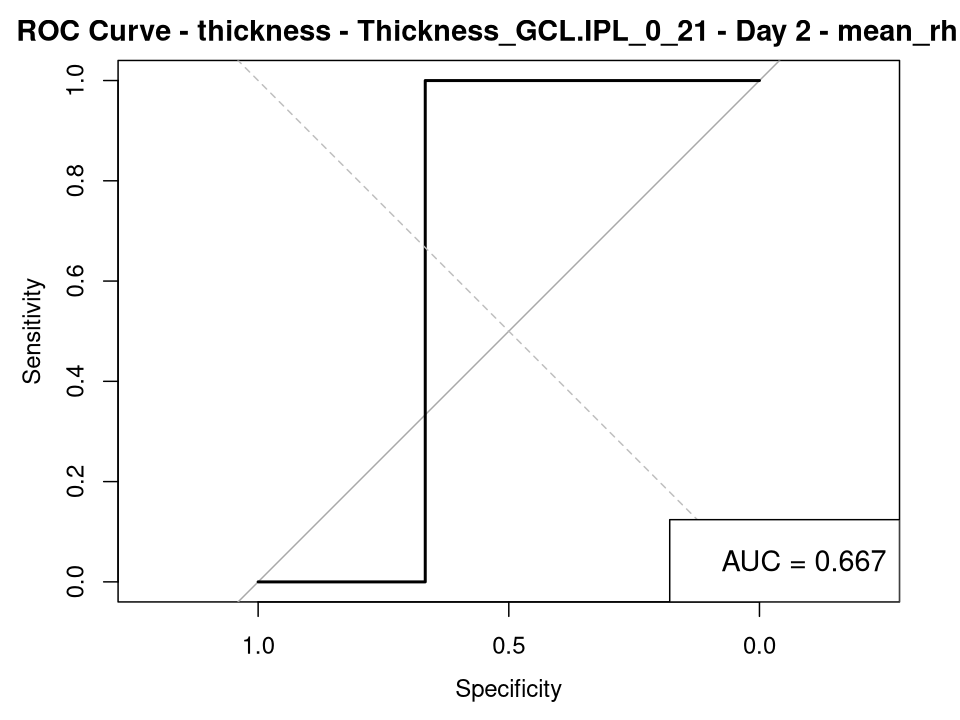 ROC Curve - thickness - Thickness_GCL.IPL_0_21 - Day 2 - mean_rh
1.0
0.8
0.6
0.4
0.2
0.0
Sensitivity
AUC = 0.667
1.0 0.5 0.0
Specificity